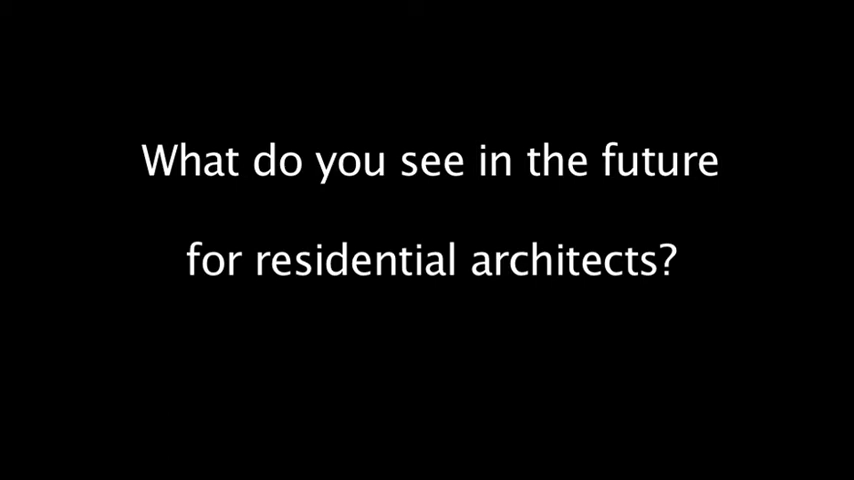 What do you see in the future
for residential architects?